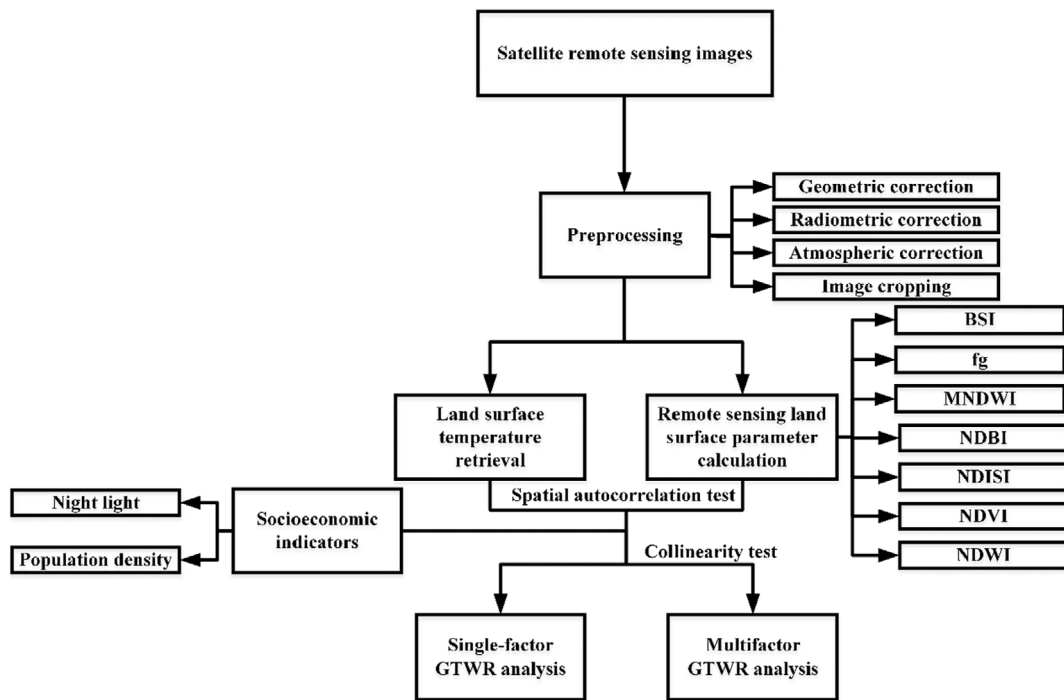 Satellite remote sensing images
Preprocessing
Geometric correction
Radiometric correction
Atmospheric correction
Image cropping
Land surface
temperature
retrieval
Remote sensing land
surface parameter
calculation
BSI
fg
MNDWI
NDBI
NDISI
NDVI
NDWI
Spatial autocorrelation test
Socioeconomic
indicators
Night light
Population density
Collinearity test
Single-factor
GTWR analysis
Multifactor
GTWR analysis